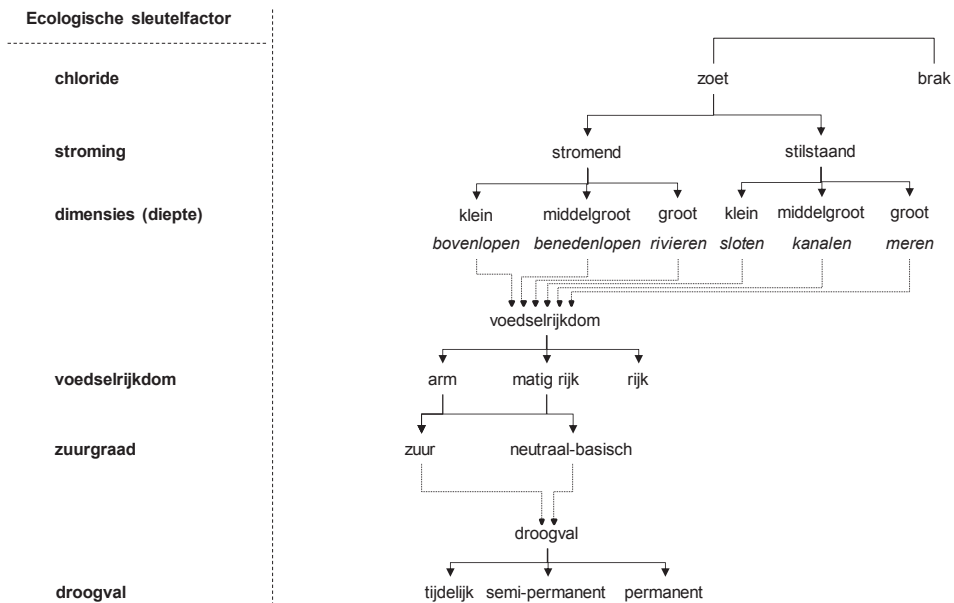 Ecologische sleutelfactor
chloride zoet brak
stroming stromend stilstaand
dimensies (diepte) klein middelgroot groot klein middelgroot groot
bovenlopen benedenlopen rivieren sloten kanalen meren
voedselrijkdom
voedselrijkdom arm matig rijk rijk
zuurgraad zuur neutraal-basisch
droogval
droogval tijdelijk semi-permanent permanent